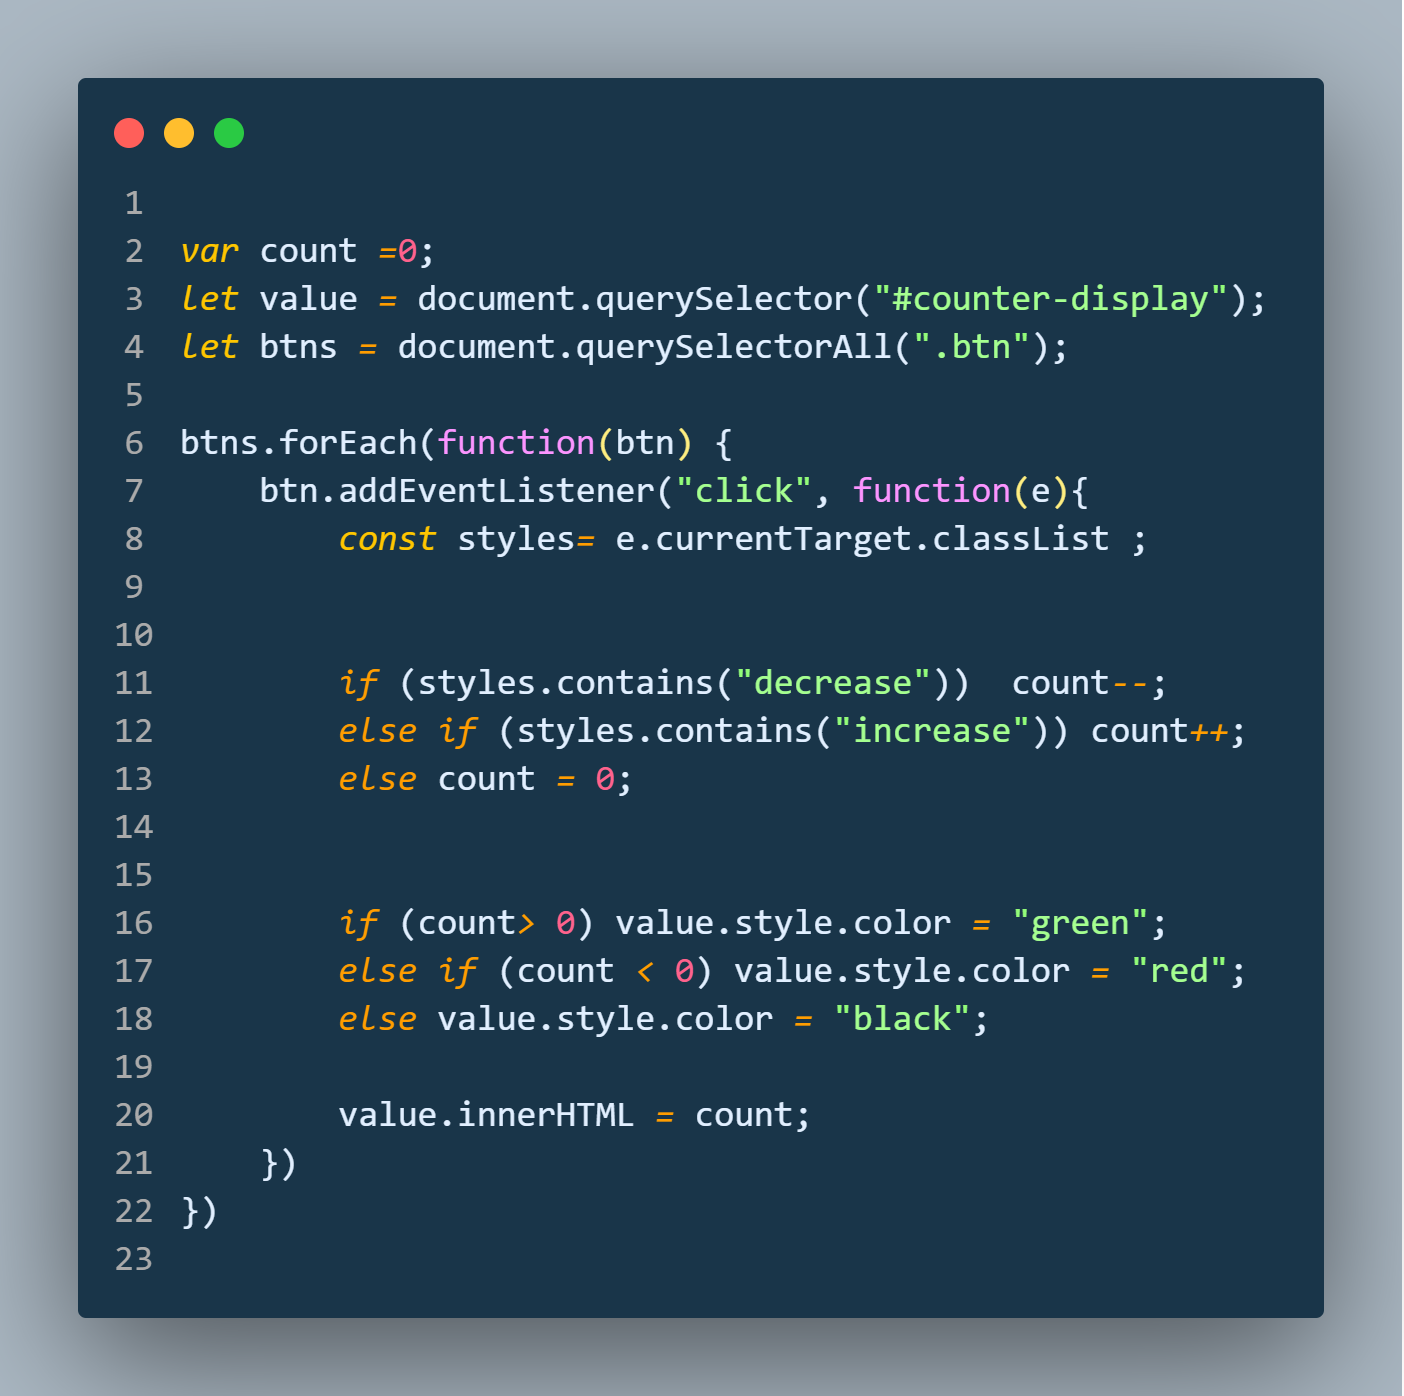 1
2 var count =0;
3 let value = document.querySelector("#counter-display");
4 let btns = document.querySelectorAll(".btn");
5
6 btns.forEach(function(btn) {
7     btn.addEventListener("click", function(e){
8         const styles= e.currentTarget.classList ;
9
10
11         if (styles.contains("decrease"))  count--;
12         else if (styles.contains("increase")) count++;
13         else count = 0;
14
15
16         if (count> 0) value.style.color = "green";
17         else if (count < 0) value.style.color = "red";
18         else value.style.color = "black";
19
20         value.innerHTML = count;
21     })
22 })
23